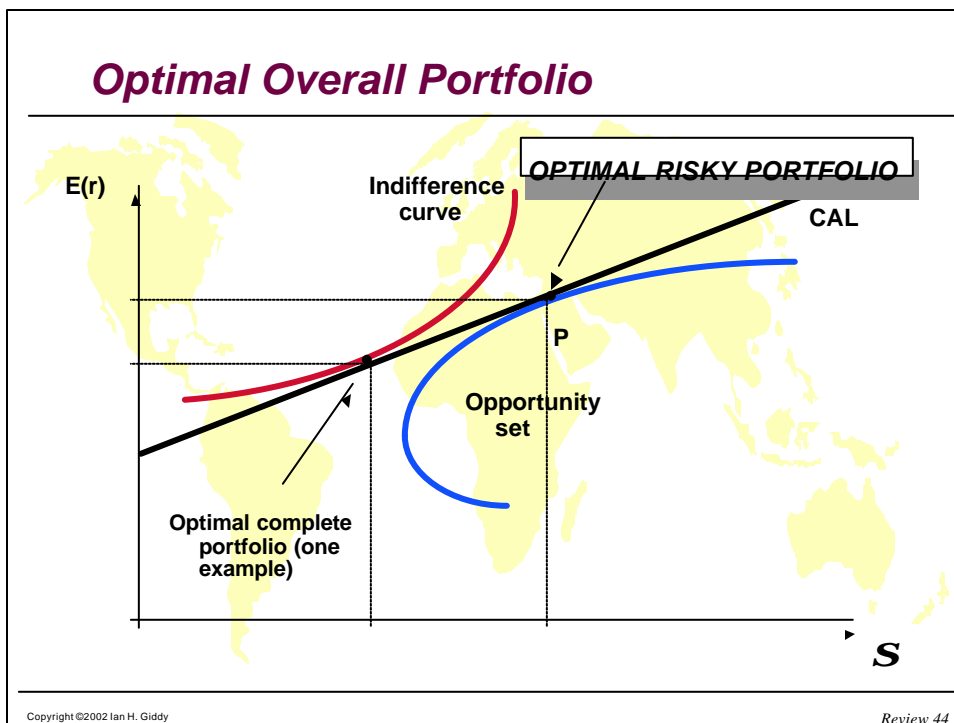 Optimal Overall Portfolio
OPTIMAL RISKY PORTFOLIO
E(r)
Indifference
curve
CAL
P
Opportunity
set
Optimal complete
portfolio (one
example)
s
Copyright ©2002 Ian H. Giddy
Review 44